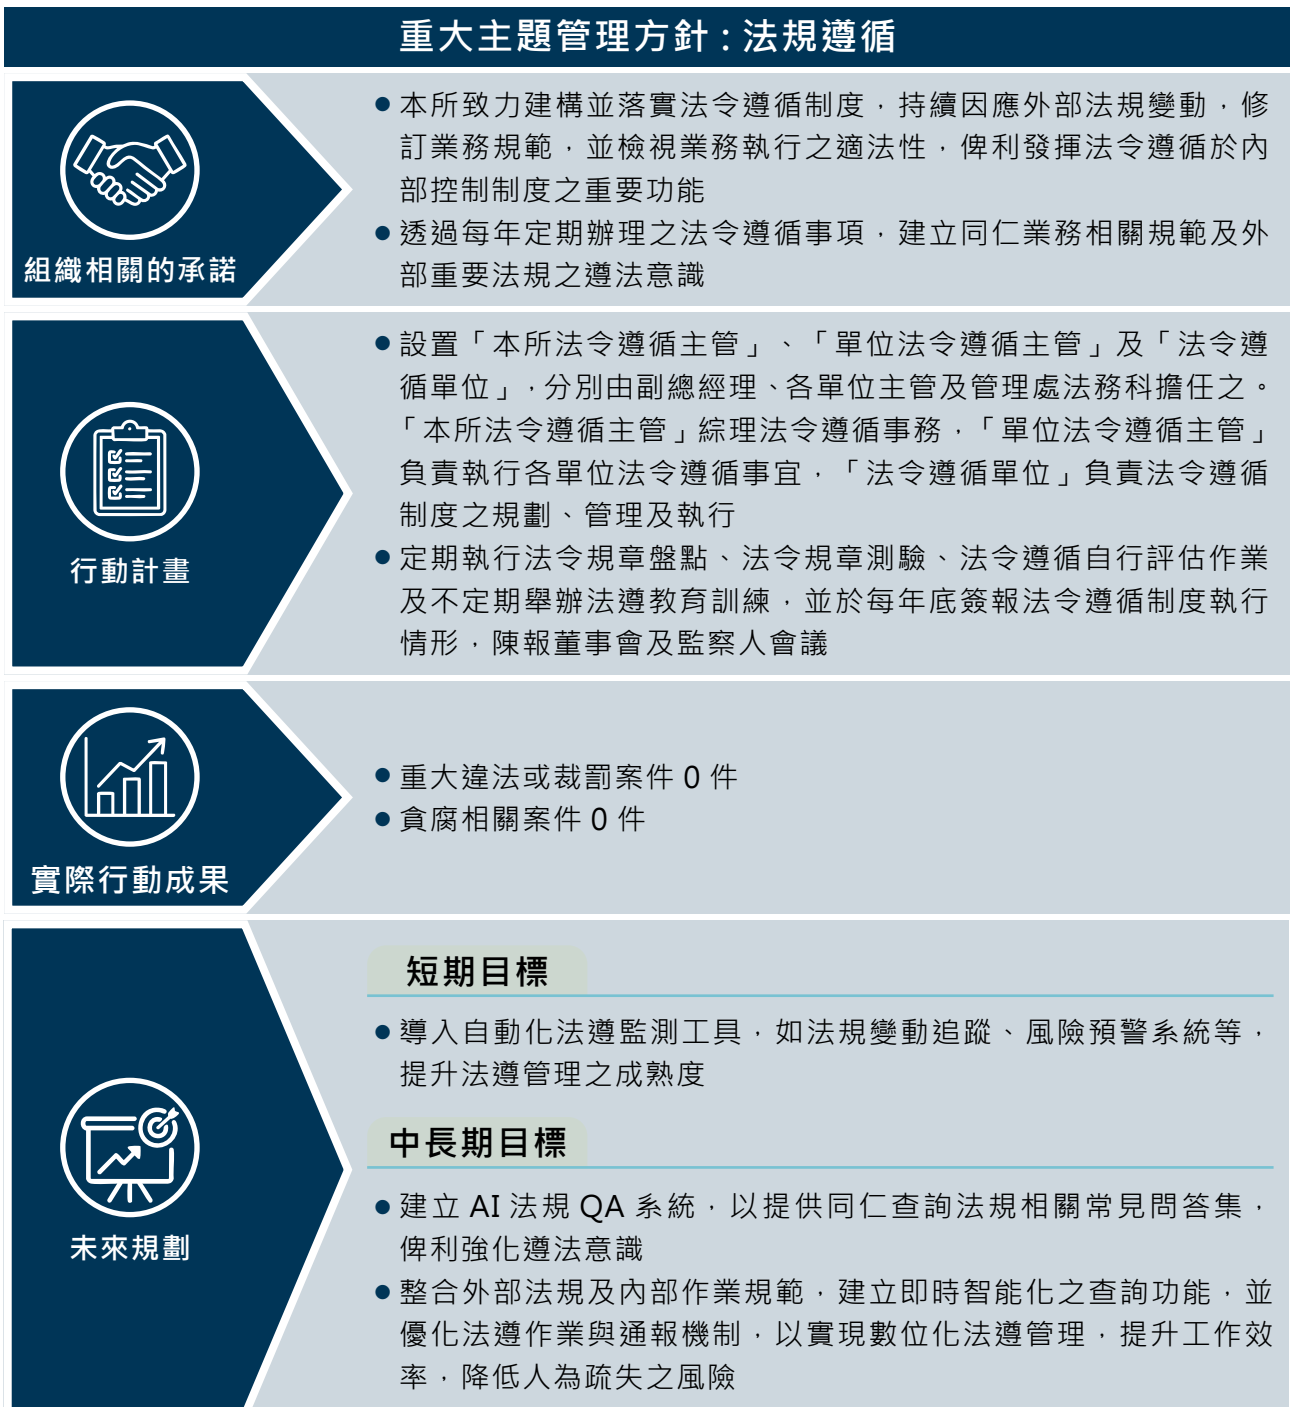 重大主題管理方針：法規遵循
組織相關的承諾
●本所致力建構並落實法令遵循制度，持續因應外部法規變動，修
訂業務規範，並檢視業務執行之適法性，俾利發揮法令遵循於內
部控制制度之重要功能
●透過每年定期辦理之法令遵循事項，建立同仁業務相關規範及外
部重要法規之遵法意識
行動計畫
●設置「本所法令遵循主管」、「單位法令遵循主管」及「法令遵
循單位」，分別由副總經理、各單位主管及管理處法務科擔任之。
「本所法令遵循主管」綜理法令遵循事務，「單位法令遵循主管」
負責執行各單位法令遵循事宜，「法令遵循單位」負責法令遵循
制度之規劃、管理及執行
●定期執行法令規章盤點、法令規章測驗、法令遵循自行評估作業
及不定期舉辦法遵教育訓練，並於每年底簽報法令遵循制度執行
情形，陳報董事會及監察人會議
實際行動成果
●重大違法或裁罰案件 0 件
●貪腐相關案件 0 件
未來規劃
短期目標
●導入自動化法遵監測工具，如法規變動追蹤、風險預警系統等，
提升法遵管理之成熟度
中長期目標
●建立 AI 法規 QA 系統，以提供同仁查詢法規相關常見問答集，
俾利強化遵法意識
●整合外部法規及內部作業規範，建立即時智能化之查詢功能，並
優化法遵作業與通報機制，以實現數位化法遵管理，提升工作效
率，降低人為疏失之風險